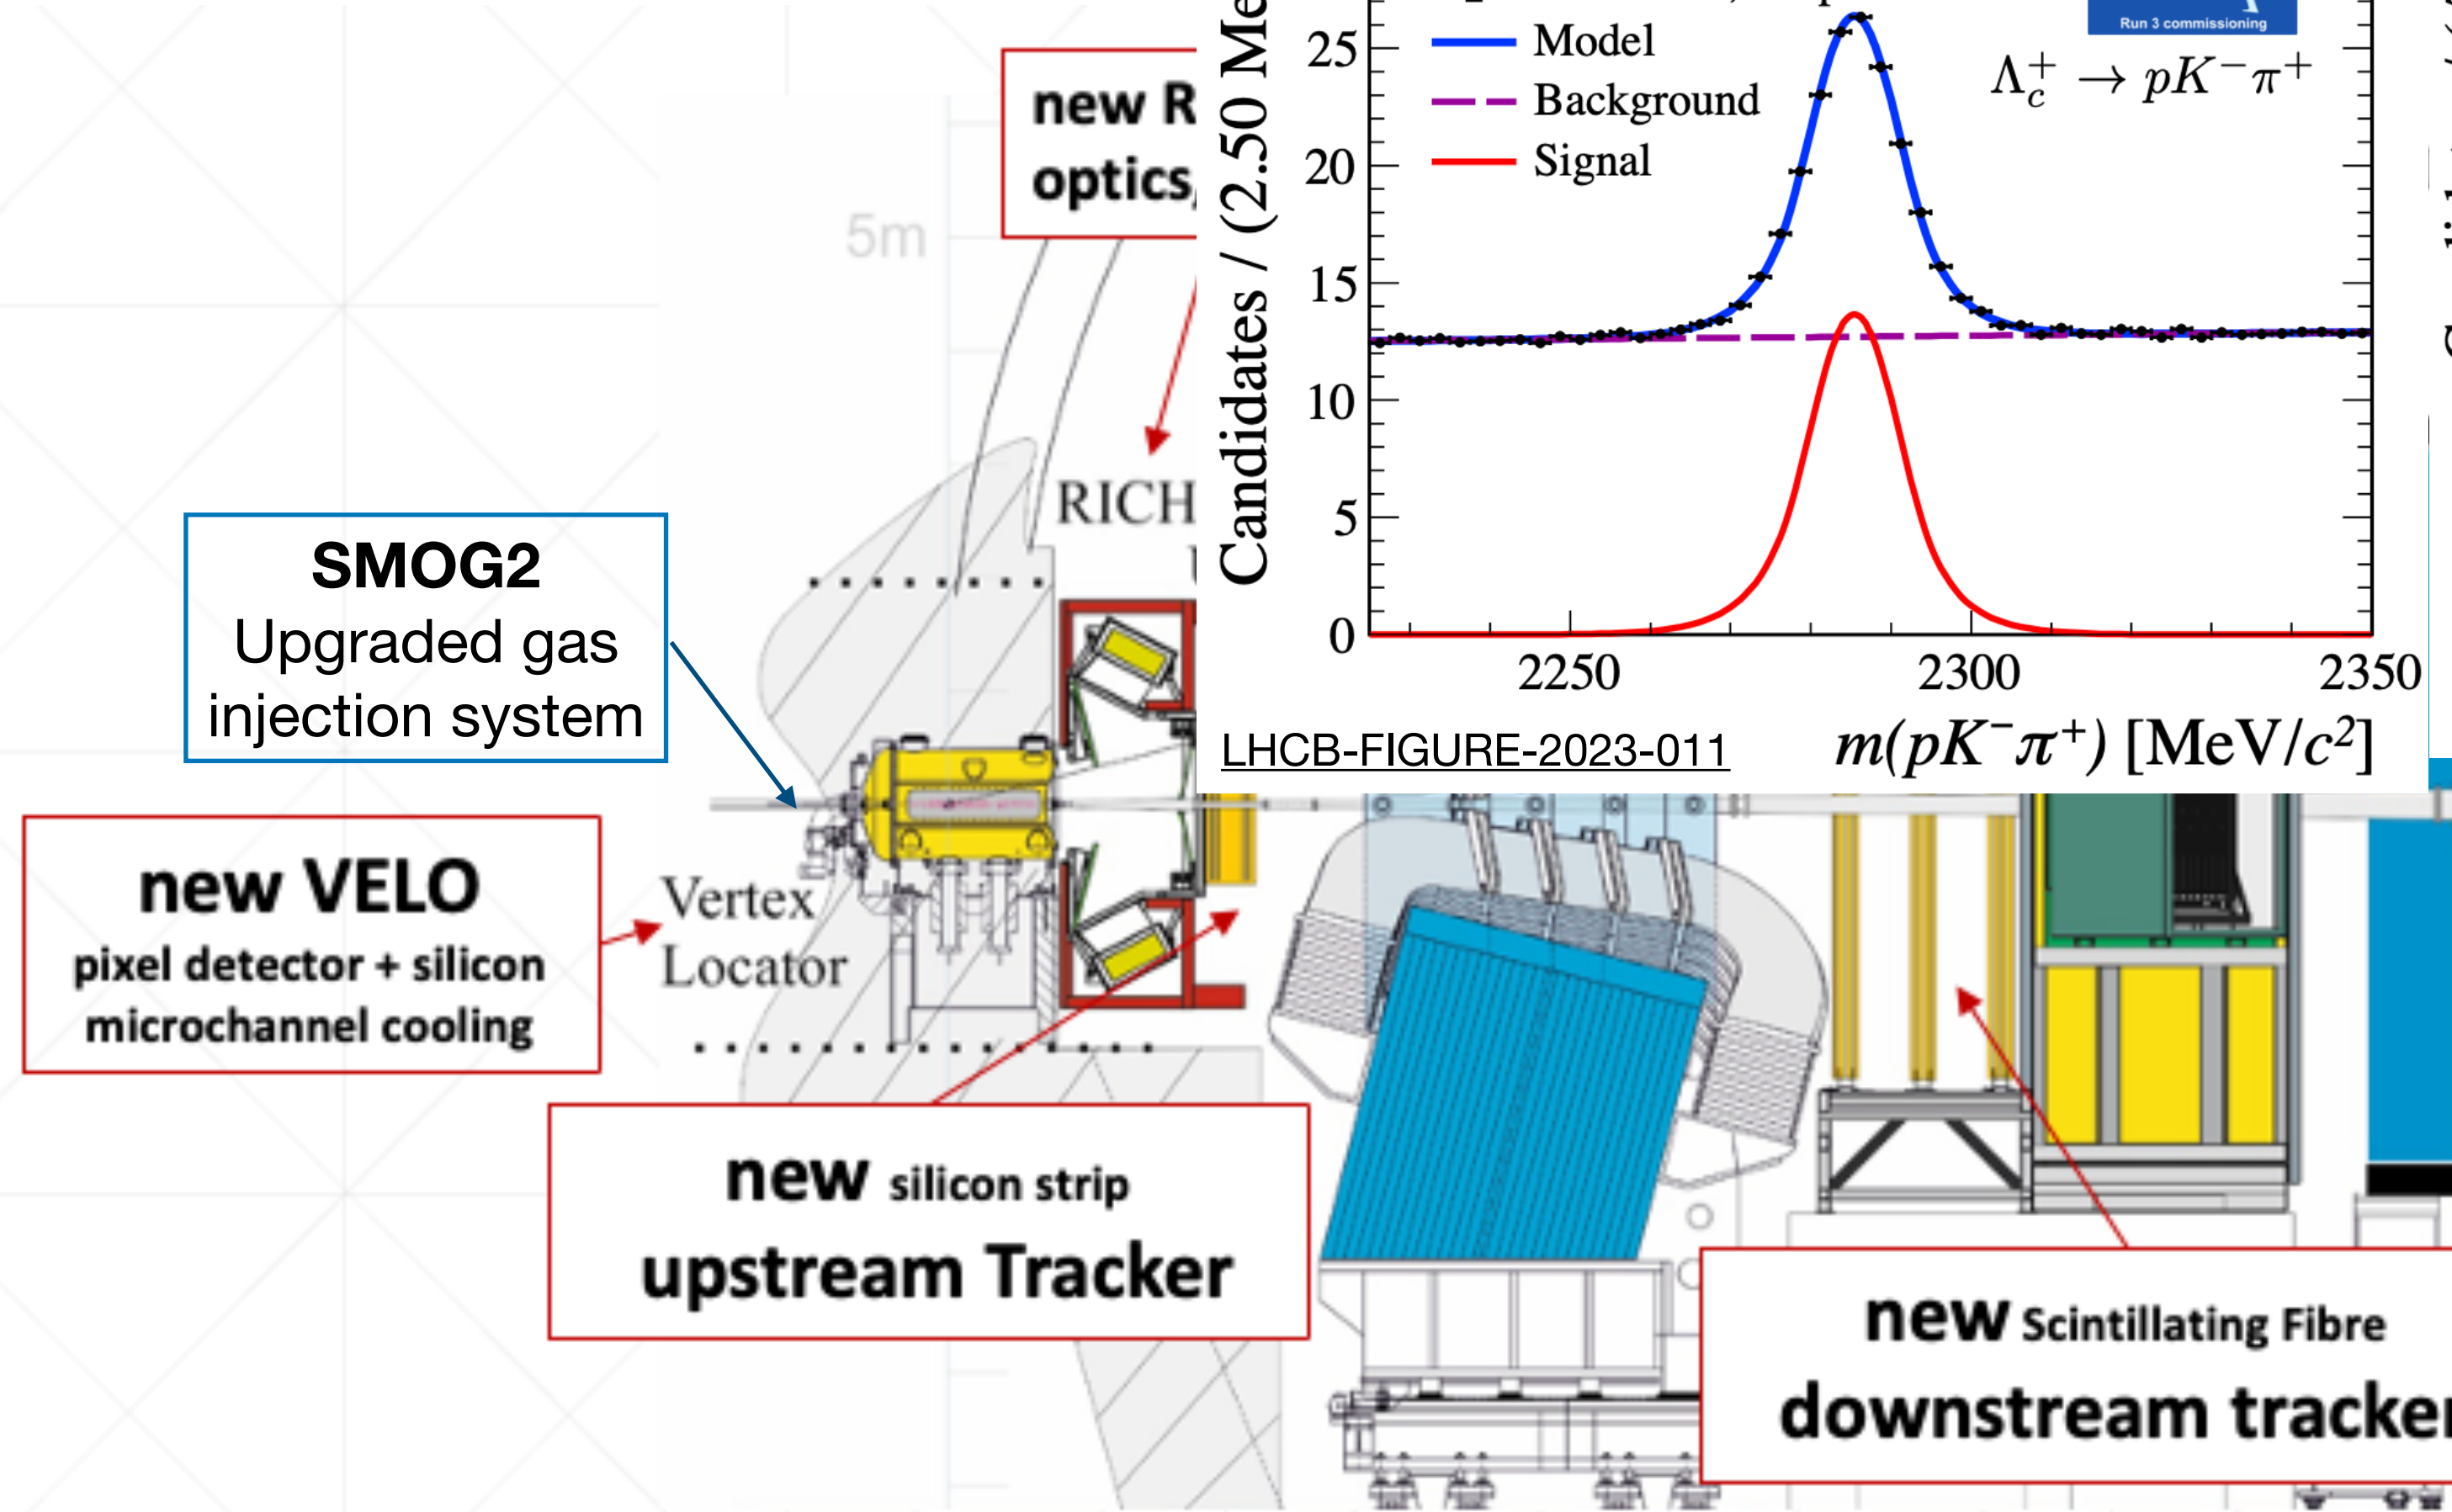 new R
optics,
5m
RICH
SMOG2
Upgraded gas
injection system
new VELO
pixel detector + silicon
microchannel cooling
Vertex
Locator
new silicon strip
upstream Tracker
new Scintillating Fibre
downstream tracker
Candidates / (2.50 Me
25
20
15
10
5
0
Model
Background
Signal
Run 3 commissioning
Λc+ → pK−π+
2250
2300
2350
m(pK−π+) [MeV/c²]
LHCB-FIGURE-2023-011